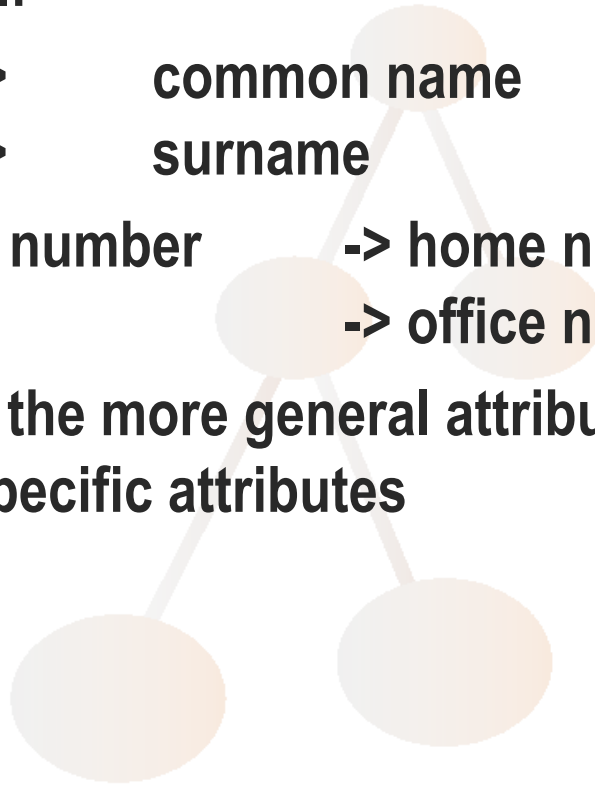 > common name
> surname
number -> home n
-> office n
the more general attribu
pecific attributes